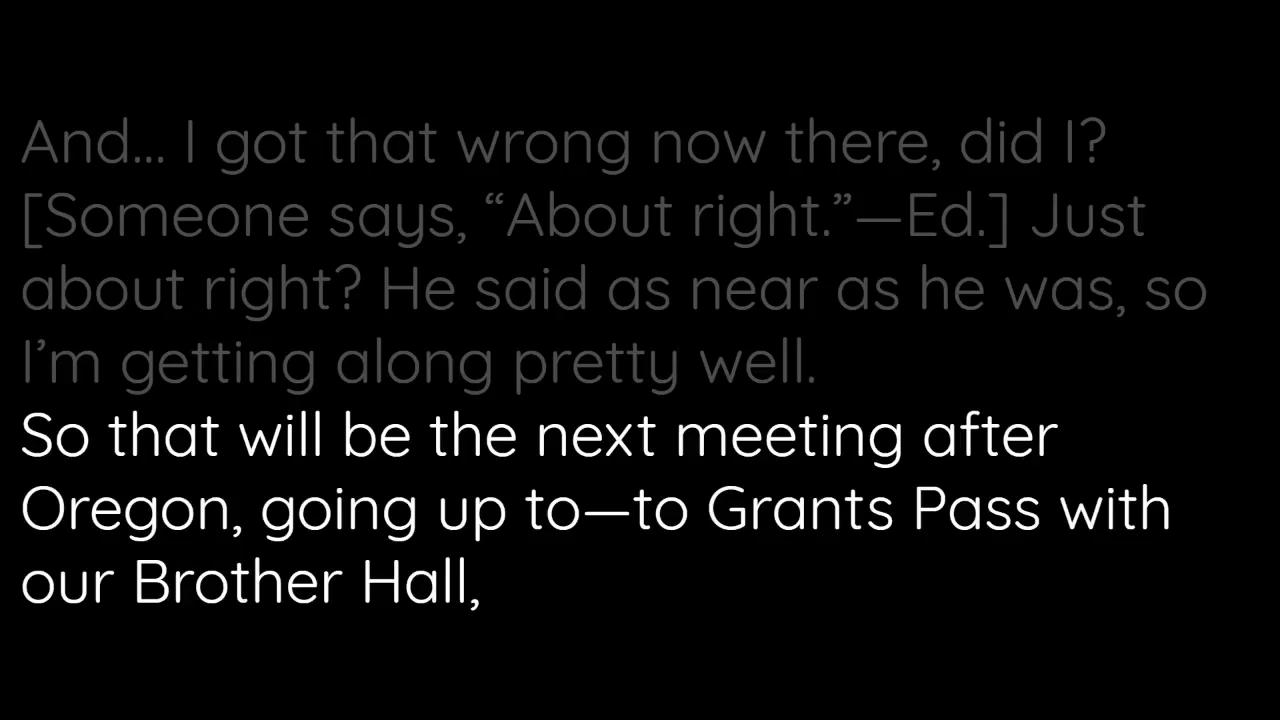 And... I got that wrong now there, did I?
[Someone says, “About right.”—Ed.] Just
about right? He said as near as he was, so
I’m getting along pretty well.
So that will be the next meeting after
Oregon, going up to—to Grants Pass with
our Brother Hall,